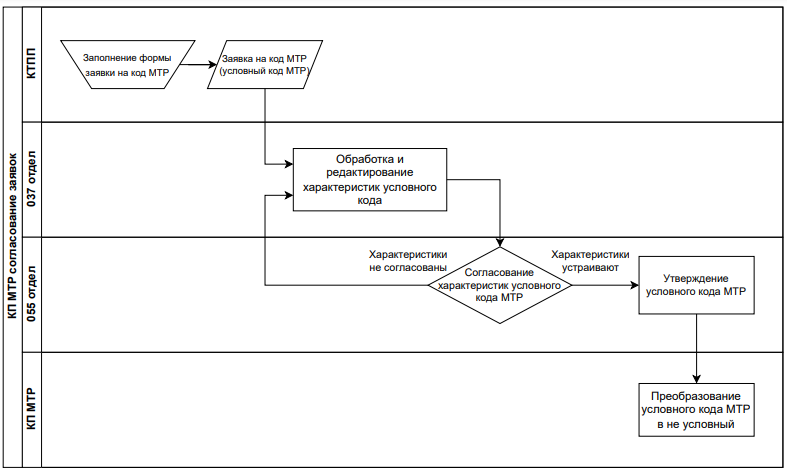 КП МТР согласование заявок
КТПП
Заполнение формы
заявки на код МТР
Заявка на код МТР
(условный код МТР)
037 отдел
Обработка и
редактирование
характеристик условного
кода
055 отдел
Характеристики
не согласованы
Согласование
характеристик условного
кода МТР
Характеристики
устраивают
Утверждение
условного кода МТР
КП МТР
Преобразование
условного кода МТР
в не условный